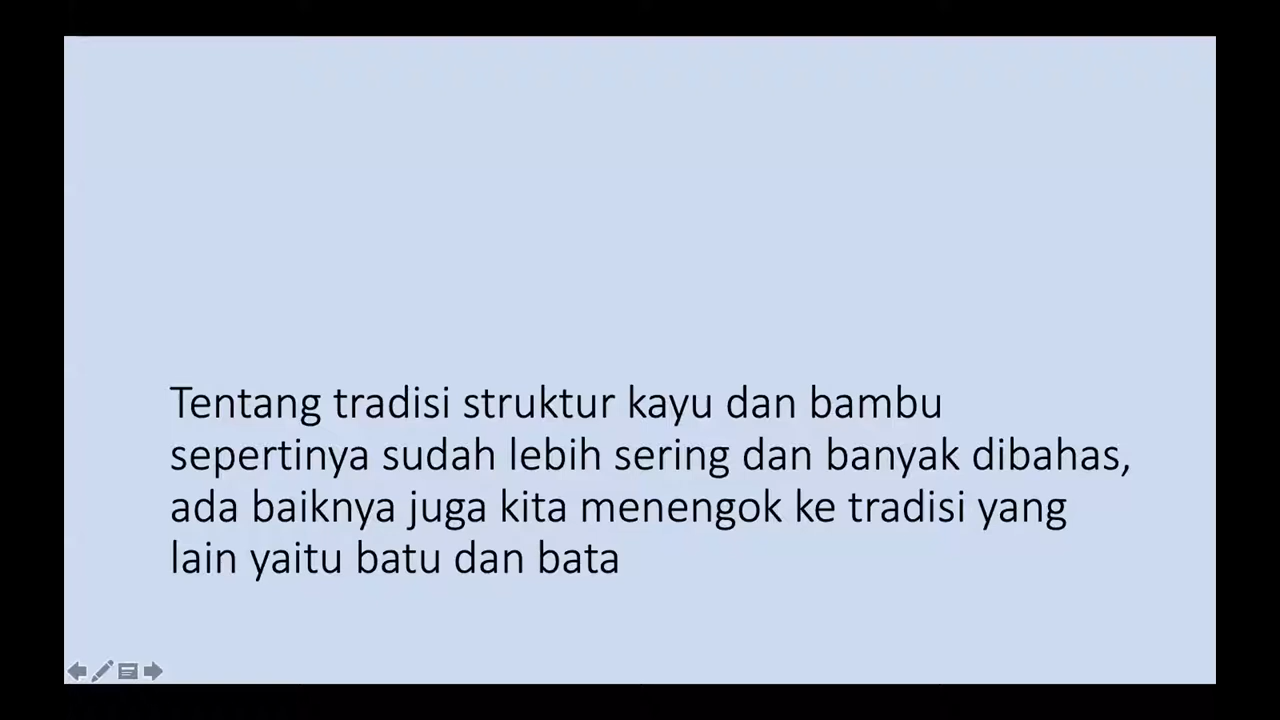 Tentang tradisi struktur kayu dan bambu
sepertinya sudah lebih sering dan banyak dibahas,
ada baiknya juga kita menengok ke tradisi yang
lain yaitu batu dan bata